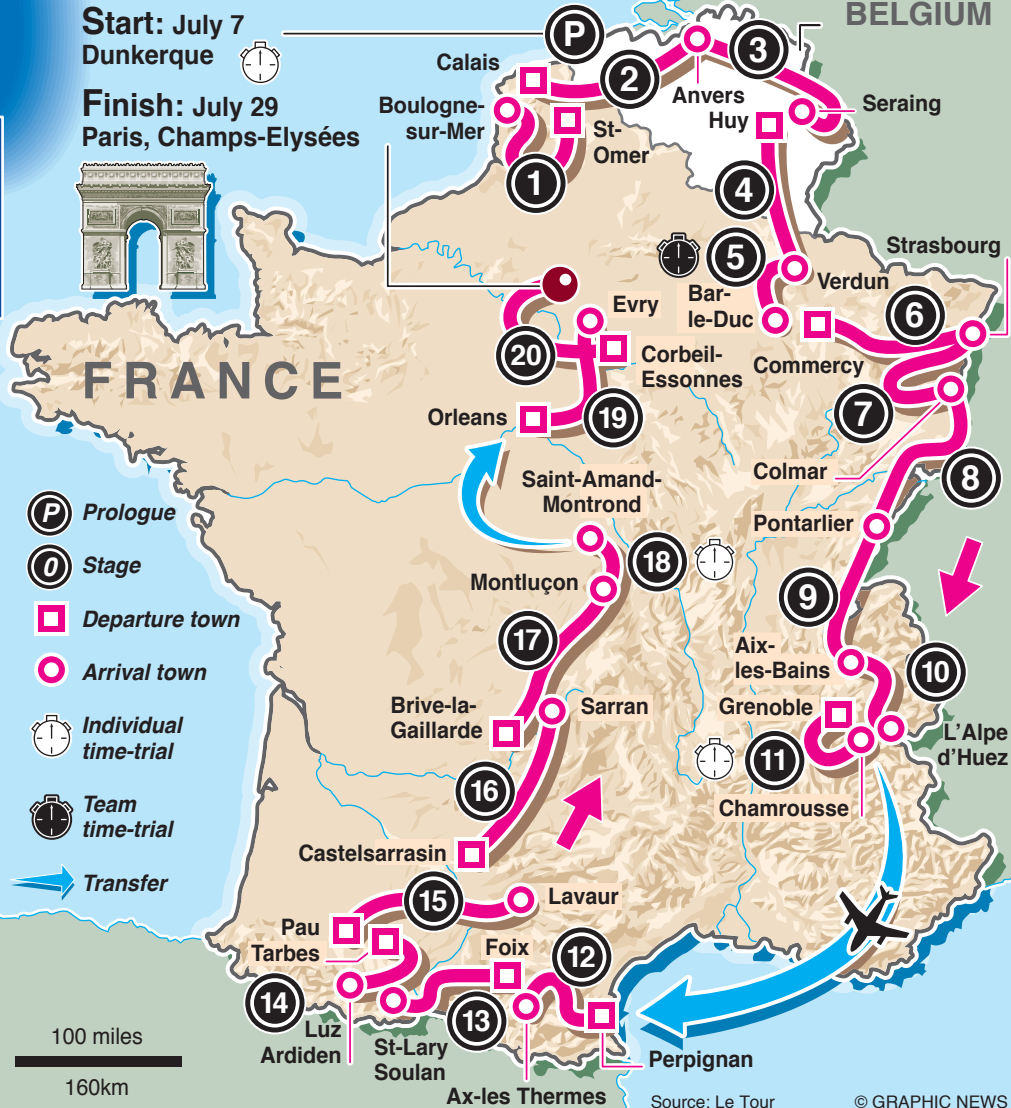 Start: July 7
Dunkerque
Finish: July 29
Paris, Champs-Elysées
BELGIUM
P
Calais
2
3
Boulogne-
sur-Mer
Anvers
Huy
Seraing
St-
Omer
1
4
5
Strasbourg
Verdun
Bar-
le-Duc
6
Evry
FRANCE
20
Corbeil-
Essonnes
Commercy
7
Orleans
19
Colmar
8
Saint-Amand-
Montrond
Pontarlier
P Prologue
0 Stage
Departure town
Arrival town
Individual
time-trial
Team
time-trial
Transfer
18
Montluçon
9
17
Aix-
les-Bains
10
Brive-la-
Gaillarde
Sarran
Grenoble
L'Alpe
d'Huez
11
16
Chamrousse
Castelsarrasin
15
Lavaur
Pau
Tarbes
Foix
12
14
13
Luz
Ardiden
St-Lary
Soulan
Ax-les Thermes
Perpignan
100 miles
160km
Source: Le Tour
© GRAPHIC NEWS